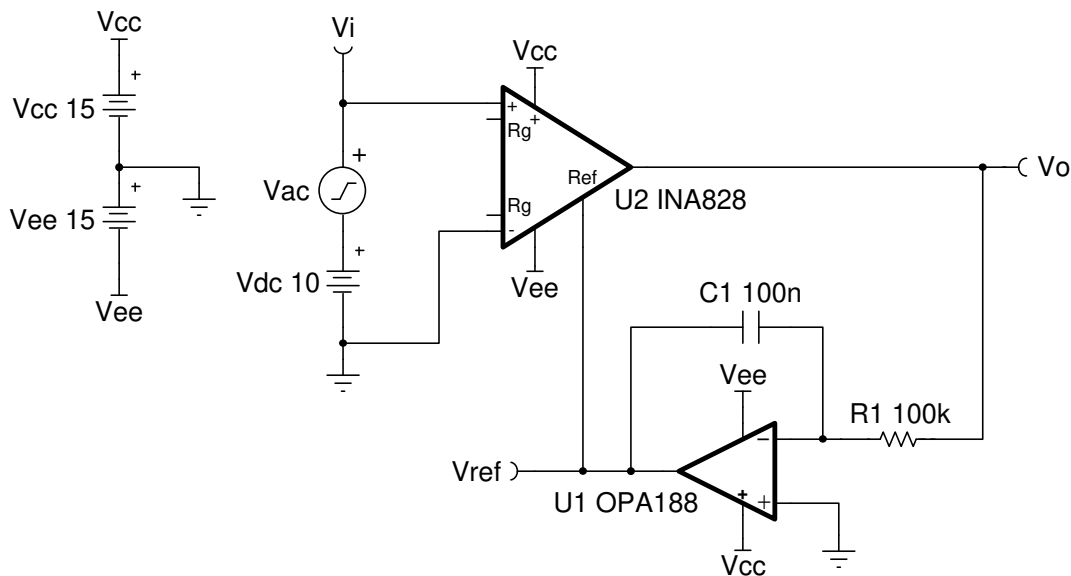 Vcc
Vcc 15
+
Vee 15
+
Vee
Vi
Vac
+
Vdc 10
+
Vcc
+
+
Rg
Ref
Rg
-
Vee
U2 INA828
Vo
C1 100n
Vee
R1 100k
−
Vref
U1 OPA188
+
+
Vcc